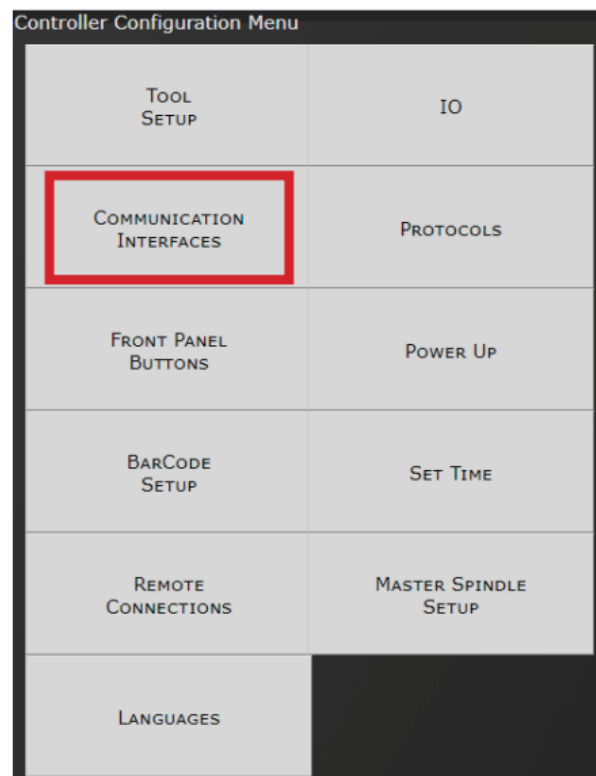 Controller Configuration Menu
Tool
Setup
IO
Communication
Interfaces
Protocols
Front Panel
Buttons
Power Up
BarCode
Setup
Set Time
Remote
Connections
Master Spindle
Setup
Languages